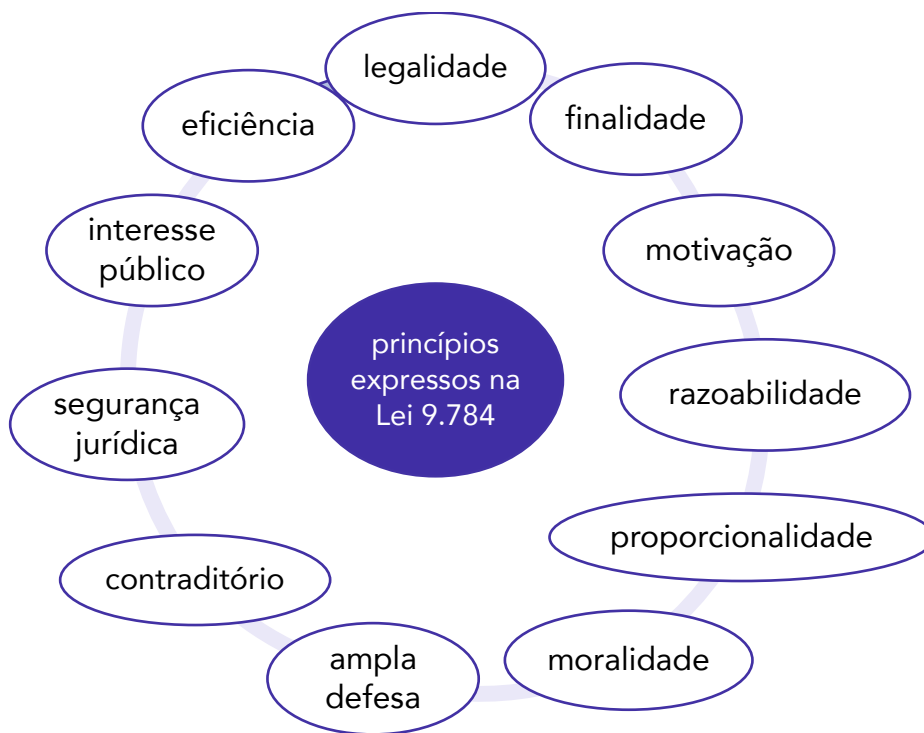 legalidade
finalidade
motivação
razoabilidade
proporcionalidade
moralidade
ampla
defesa
contraditório
segurança
jurídica
interesse
público
eficiência
princípios
expressos na
Lei 9.784